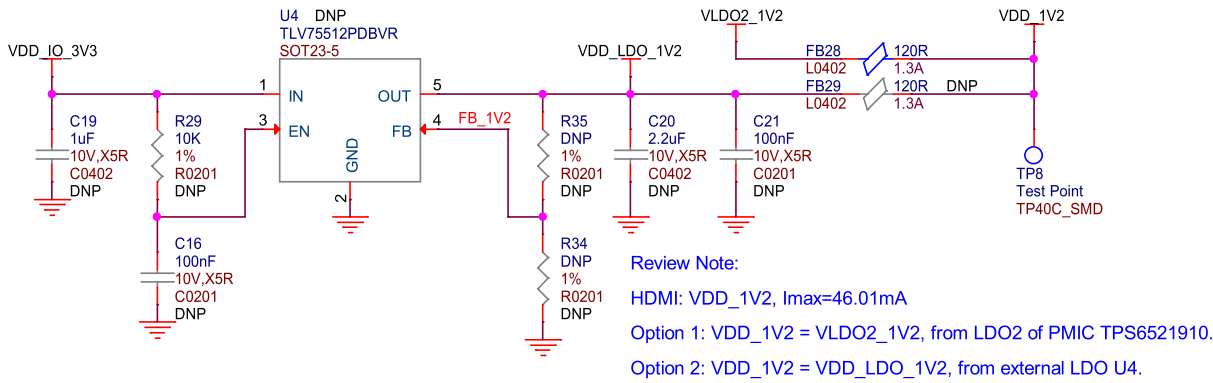 U4 DNP
TLV75512PDBVR
SOT23-5
VDD_IO_3V3
1
IN
OUT
5
3
EN
FB
4
GND
2
FB_1V2
C19
1uF
10V,X5R
C0402
DNP
R29
10K
1%
R0201
DNP
C16
100nF
10V,X5R
C0201
DNP
R35
DNP
1%
R0201
R34
DNP
1%
R0201
DNP
VDD_LDO_1V2
C20
2.2uF
10V,X5R
C0402
DNP
C21
100nF
10V,X5R
C0201
DNP
VLDO2_1V2
VDD_1V2
FB28
L0402
120R
1.3A
FB29
L0402
120R
1.3A
DNP
TP8
Test Point
TP40C_SMD
Review Note:
HDMI: VDD_1V2, Imax=46.01mA
Option 1: VDD_1V2 = VLDO2_1V2, from LDO2 of PMIC TPS6521910.
Option 2: VDD_1V2 = VDD_LDO_1V2, from external LDO U4.